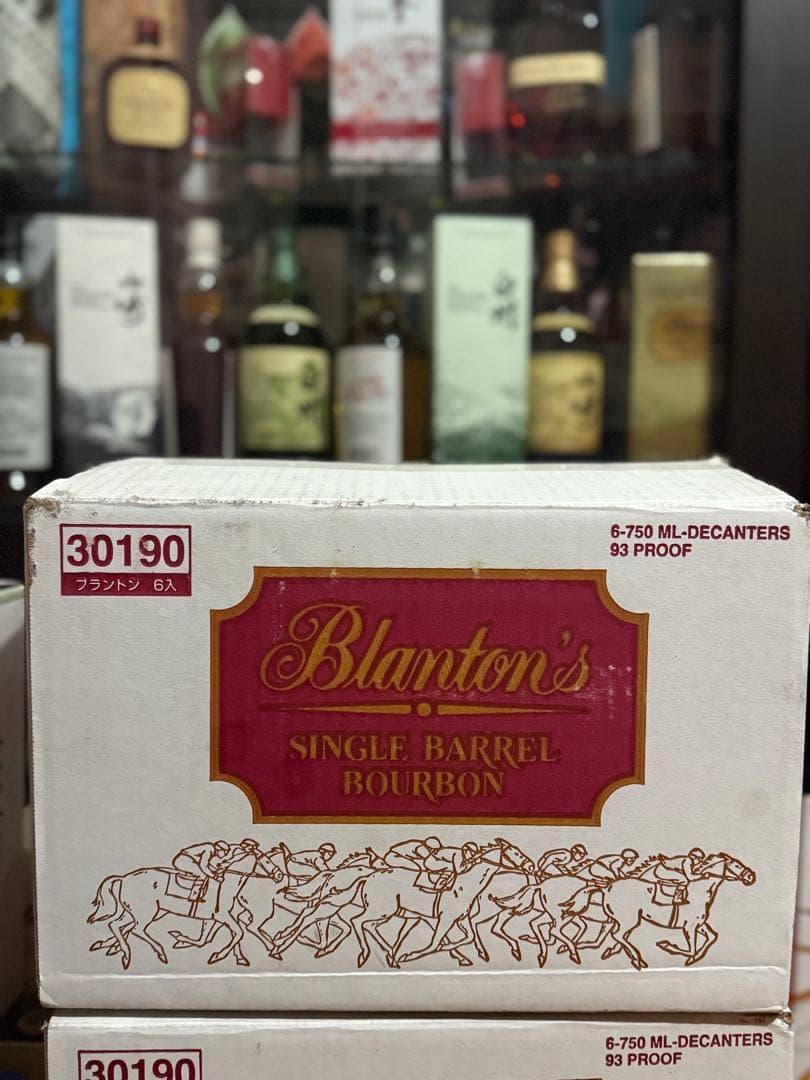 30190
ブラントン 6入
6-750 ML-DECANTERS
93 PROOF
Blanton's
SINGLE BARREL
BOURBON
30190
6-750 ML-DECANTERS
93 PROOF